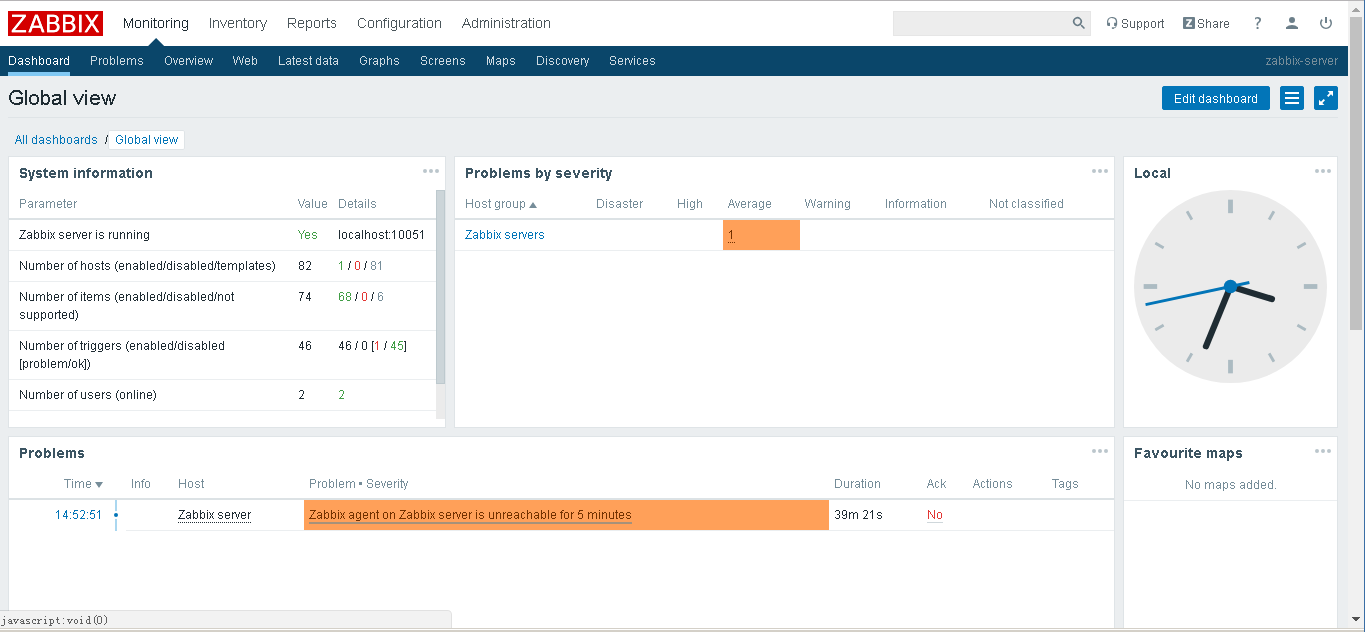 ZABBIX Monitoring Inventory Reports Configuration Administration Support Z Share ?
Dashboard Problems Overview Web Latest data Graphs Screens Maps Discovery Services zabbix-server
Global view Edit dashboard
All dashboards / Global view
System information
Parameter Value Details
Zabbix server is running Yes localhost:10051
Number of hosts (enabled/disabled/templates) 82 1 / 0 / 81
Number of items (enabled/disabled/not 74 68 / 0 / 6
supported)
Number of triggers (enabled/disabled 46 46 / 0 [1 / 45]
[problem/ok])
Number of users (online) 2 2
Problems by severity
Host group Disaster High Average Warning Information Not classified
Zabbix servers 1
Local
Problems
Time Info Host Problem • Severity Duration Ack Actions Tags
14:52:51 Zabbix server Zabbix agent on Zabbix server is unreachable for 5 minutes 39m 21s No
Favourite maps
No maps added.
javascript:void(0)